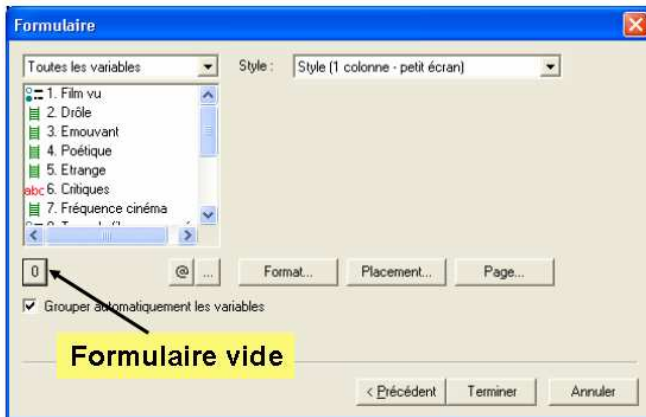 Formulaire
Toutes les variables
Style :
Style (1 colonne - petit écran)
1. Film vu
2. Drôle
3. Emouvant
4. Poétique
5. Etrange
abc 6. Critiques
7. Fréquence cinéma
0
@
...
Format...
Placement...
Page...
Grouper automatiquement les variables
Formulaire vide
< Précédent
Terminer
Annuler